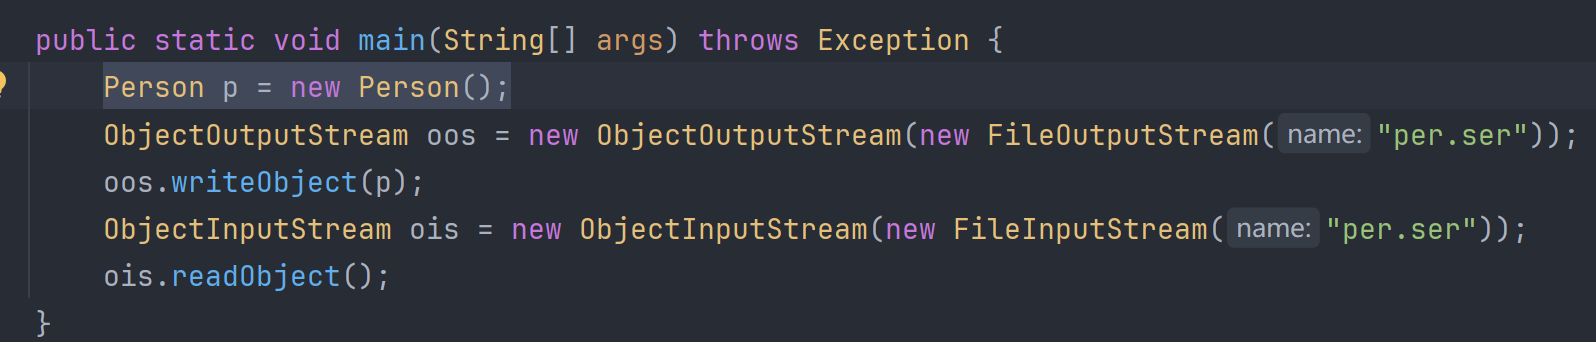 public static void main(String[] args) throws Exception {
Person p = new Person();
ObjectOutputStream oos = new ObjectOutputStream(new FileOutputStream( name: "per.ser"));
oos.writeObject(p);
ObjectInputStream ois = new ObjectInputStream(new FileInputStream( name: "per.ser"));
ois.readObject();
}